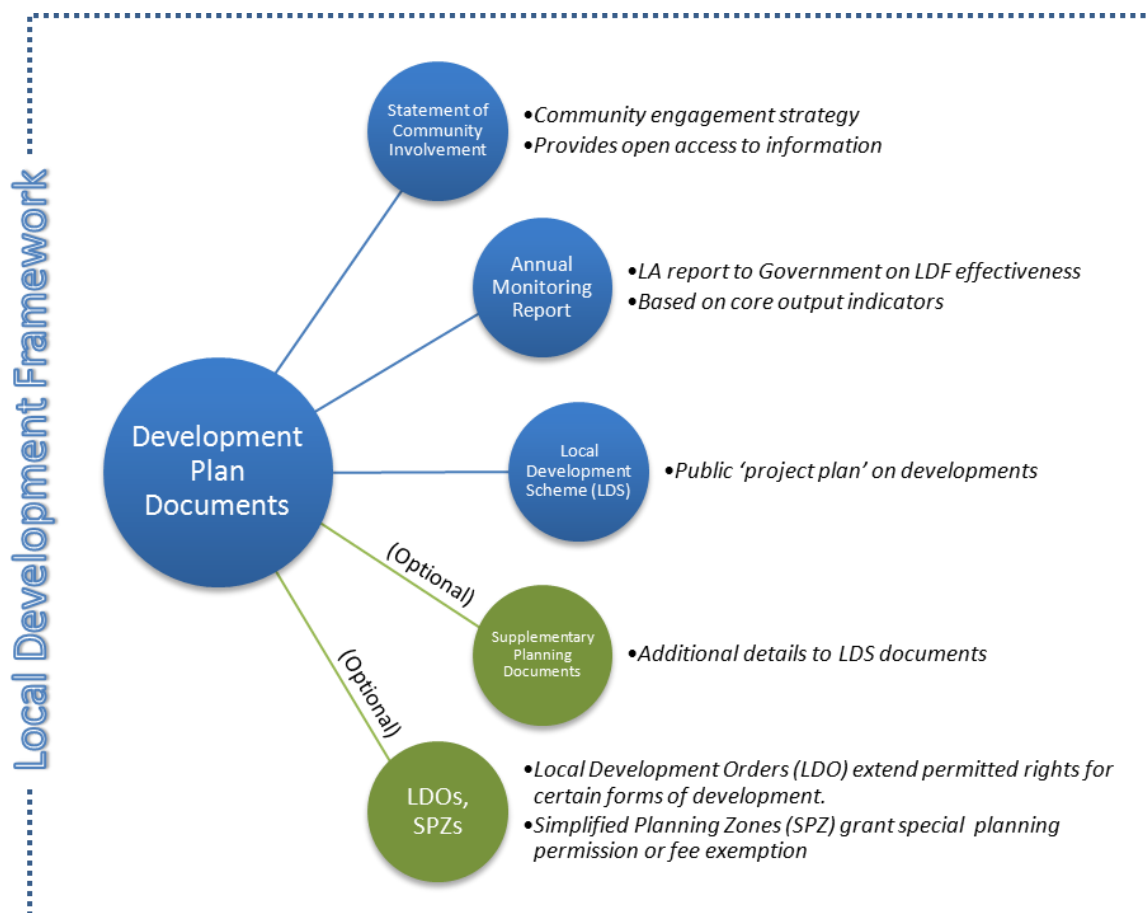 Local Development Framework
Statement of
Community
Involvement
•Community engagement strategy
•Provides open access to information
Annual
Monitoring
Report
•LA report to Government on LDF effectiveness
•Based on core output indicators
Development
Plan
Documents
Local
Development
Scheme (LDS)
•Public ‘project plan’ on developments
(Optional)
Supplementary
Planning
Documents
•Additional details to LDS documents
(Optional)
LDOs,
SPZs
•Local Development Orders (LDO) extend permitted rights for
certain forms of development.
•Simplified Planning Zones (SPZ) grant special planning
permission or fee exemption